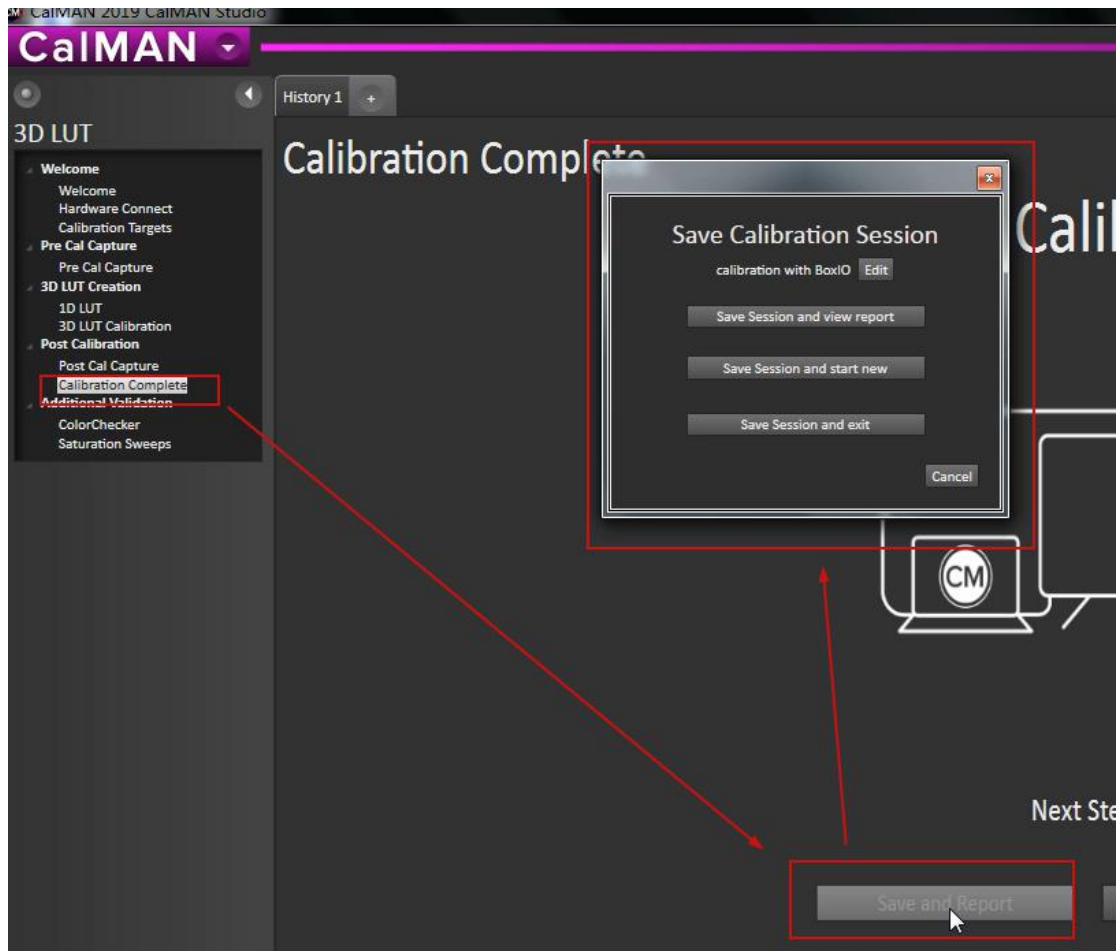 CalMAN 2019 CalMAN Studio
CalMAN
History 1 +
3D LUT
Welcome
Welcome
Hardware Connect
Calibration Targets
Pre Cal Capture
Pre Cal Capture
3D LUT Creation
1D LUT
3D LUT Calibration
Post Calibration
Post Cal Capture
Calibration Complete
Additional Validation
ColorChecker
Saturation Sweeps
Calibration Complete
x
Save Calibration Session
calibration with BoxIO Edit
Save Session and view report
Save Session and start new
Save Session and exit
Cancel
Cali
CM
Next Ste
Save and Report